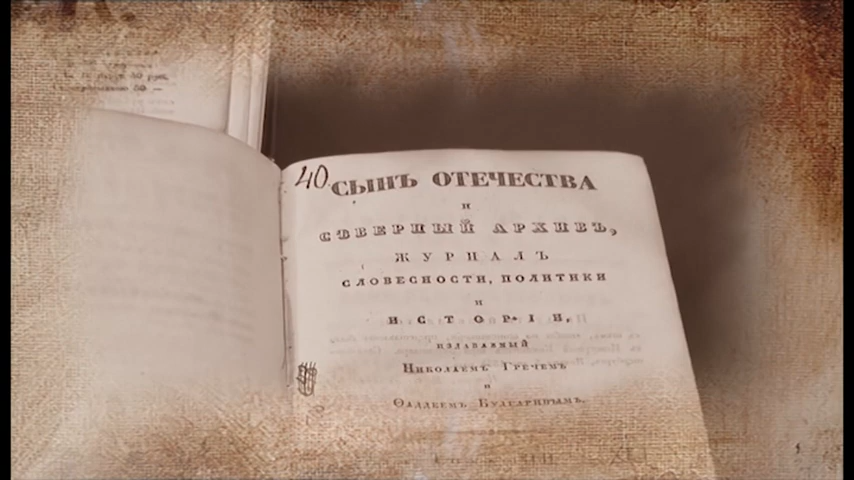 40
СЫНЪ ОТЕЧЕСТВА
и
СѢВЕРНЫЙ АРХИВЪ,
ЖУРНАЛЪ
СЛОВЕСНОСТИ, ПОЛИТИКИ
и
ИСТОРІИ,
ИЗДАВАЕМЫЙ
Николаемъ Гречемъ
и
Ѳаддеемъ Булгаринымъ.